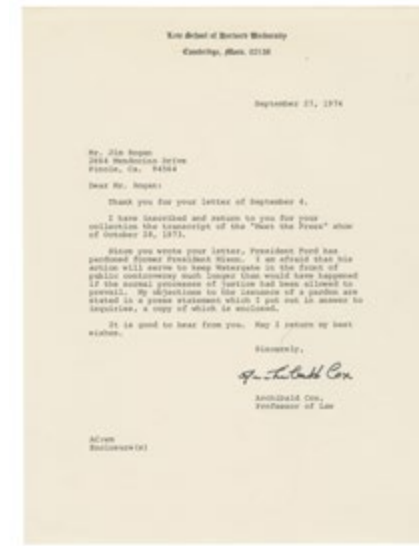 Law School of Harvard University
Cambridge, Mass. 02138
September 27, 1974
Mr. Jim Rogan
Mendocino Drive
Pinole, Ca. 94564
Dear Mr. Rogan:
Thank you for your letter of September 4.
I have inscribed and return to you for your
collection the transcript of the "Meet the Press" show
of October 28, 1973.
Since you wrote your letter, President Ford has
pardoned former President Nixon. I am afraid that his
action will serve to keep Watergate in the front of
public controversy much longer than would have happened
if the normal processes of justice had been allowed to
prevail. My objections to the issuance of a pardon are
stated in a press statement which I put out in answer to
inquiries, a copy of which is enclosed.
It is good to hear from you. May I return my best
wishes.
Sincerely,
Archibald Cox
Archibald Cox,
Professor of Law
AC:em
Enclosure(s)